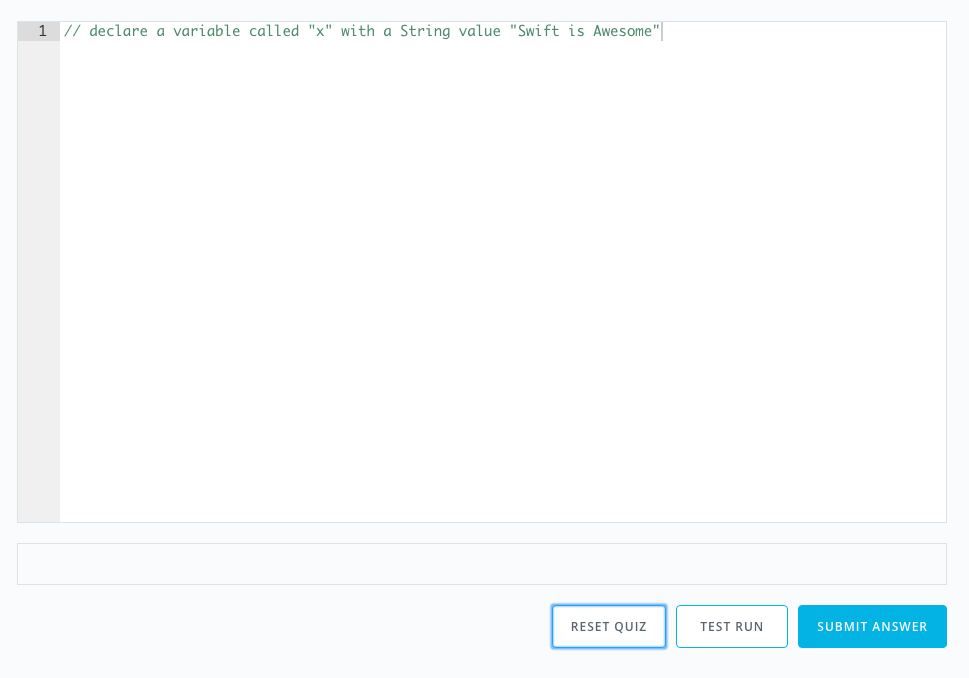 1 // declare a variable called "x" with a String value "Swift is Awesome"
RESET QUIZ TEST RUN SUBMIT ANSWER